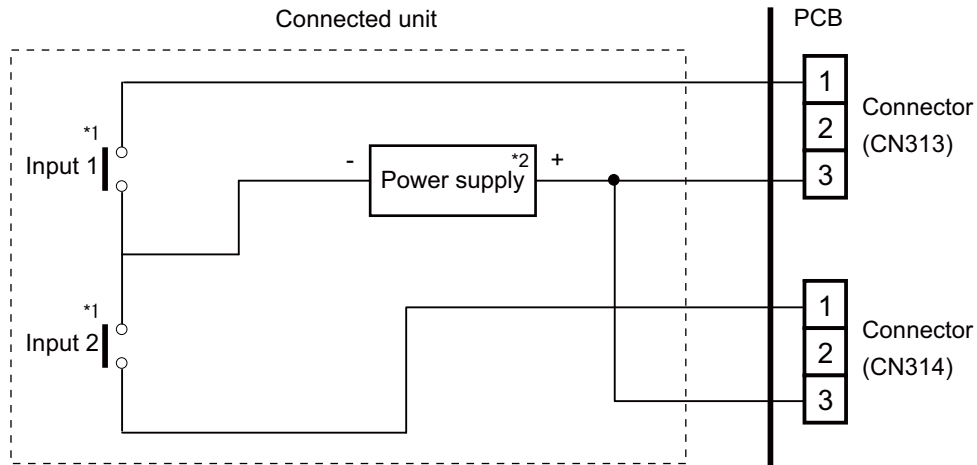 Connected unit
PCB
1
2
3
Connector
(CN313)
*1
Input 1
-
Power supply
*2
+
*1
Input 2
1
2
3
Connector
(CN314)